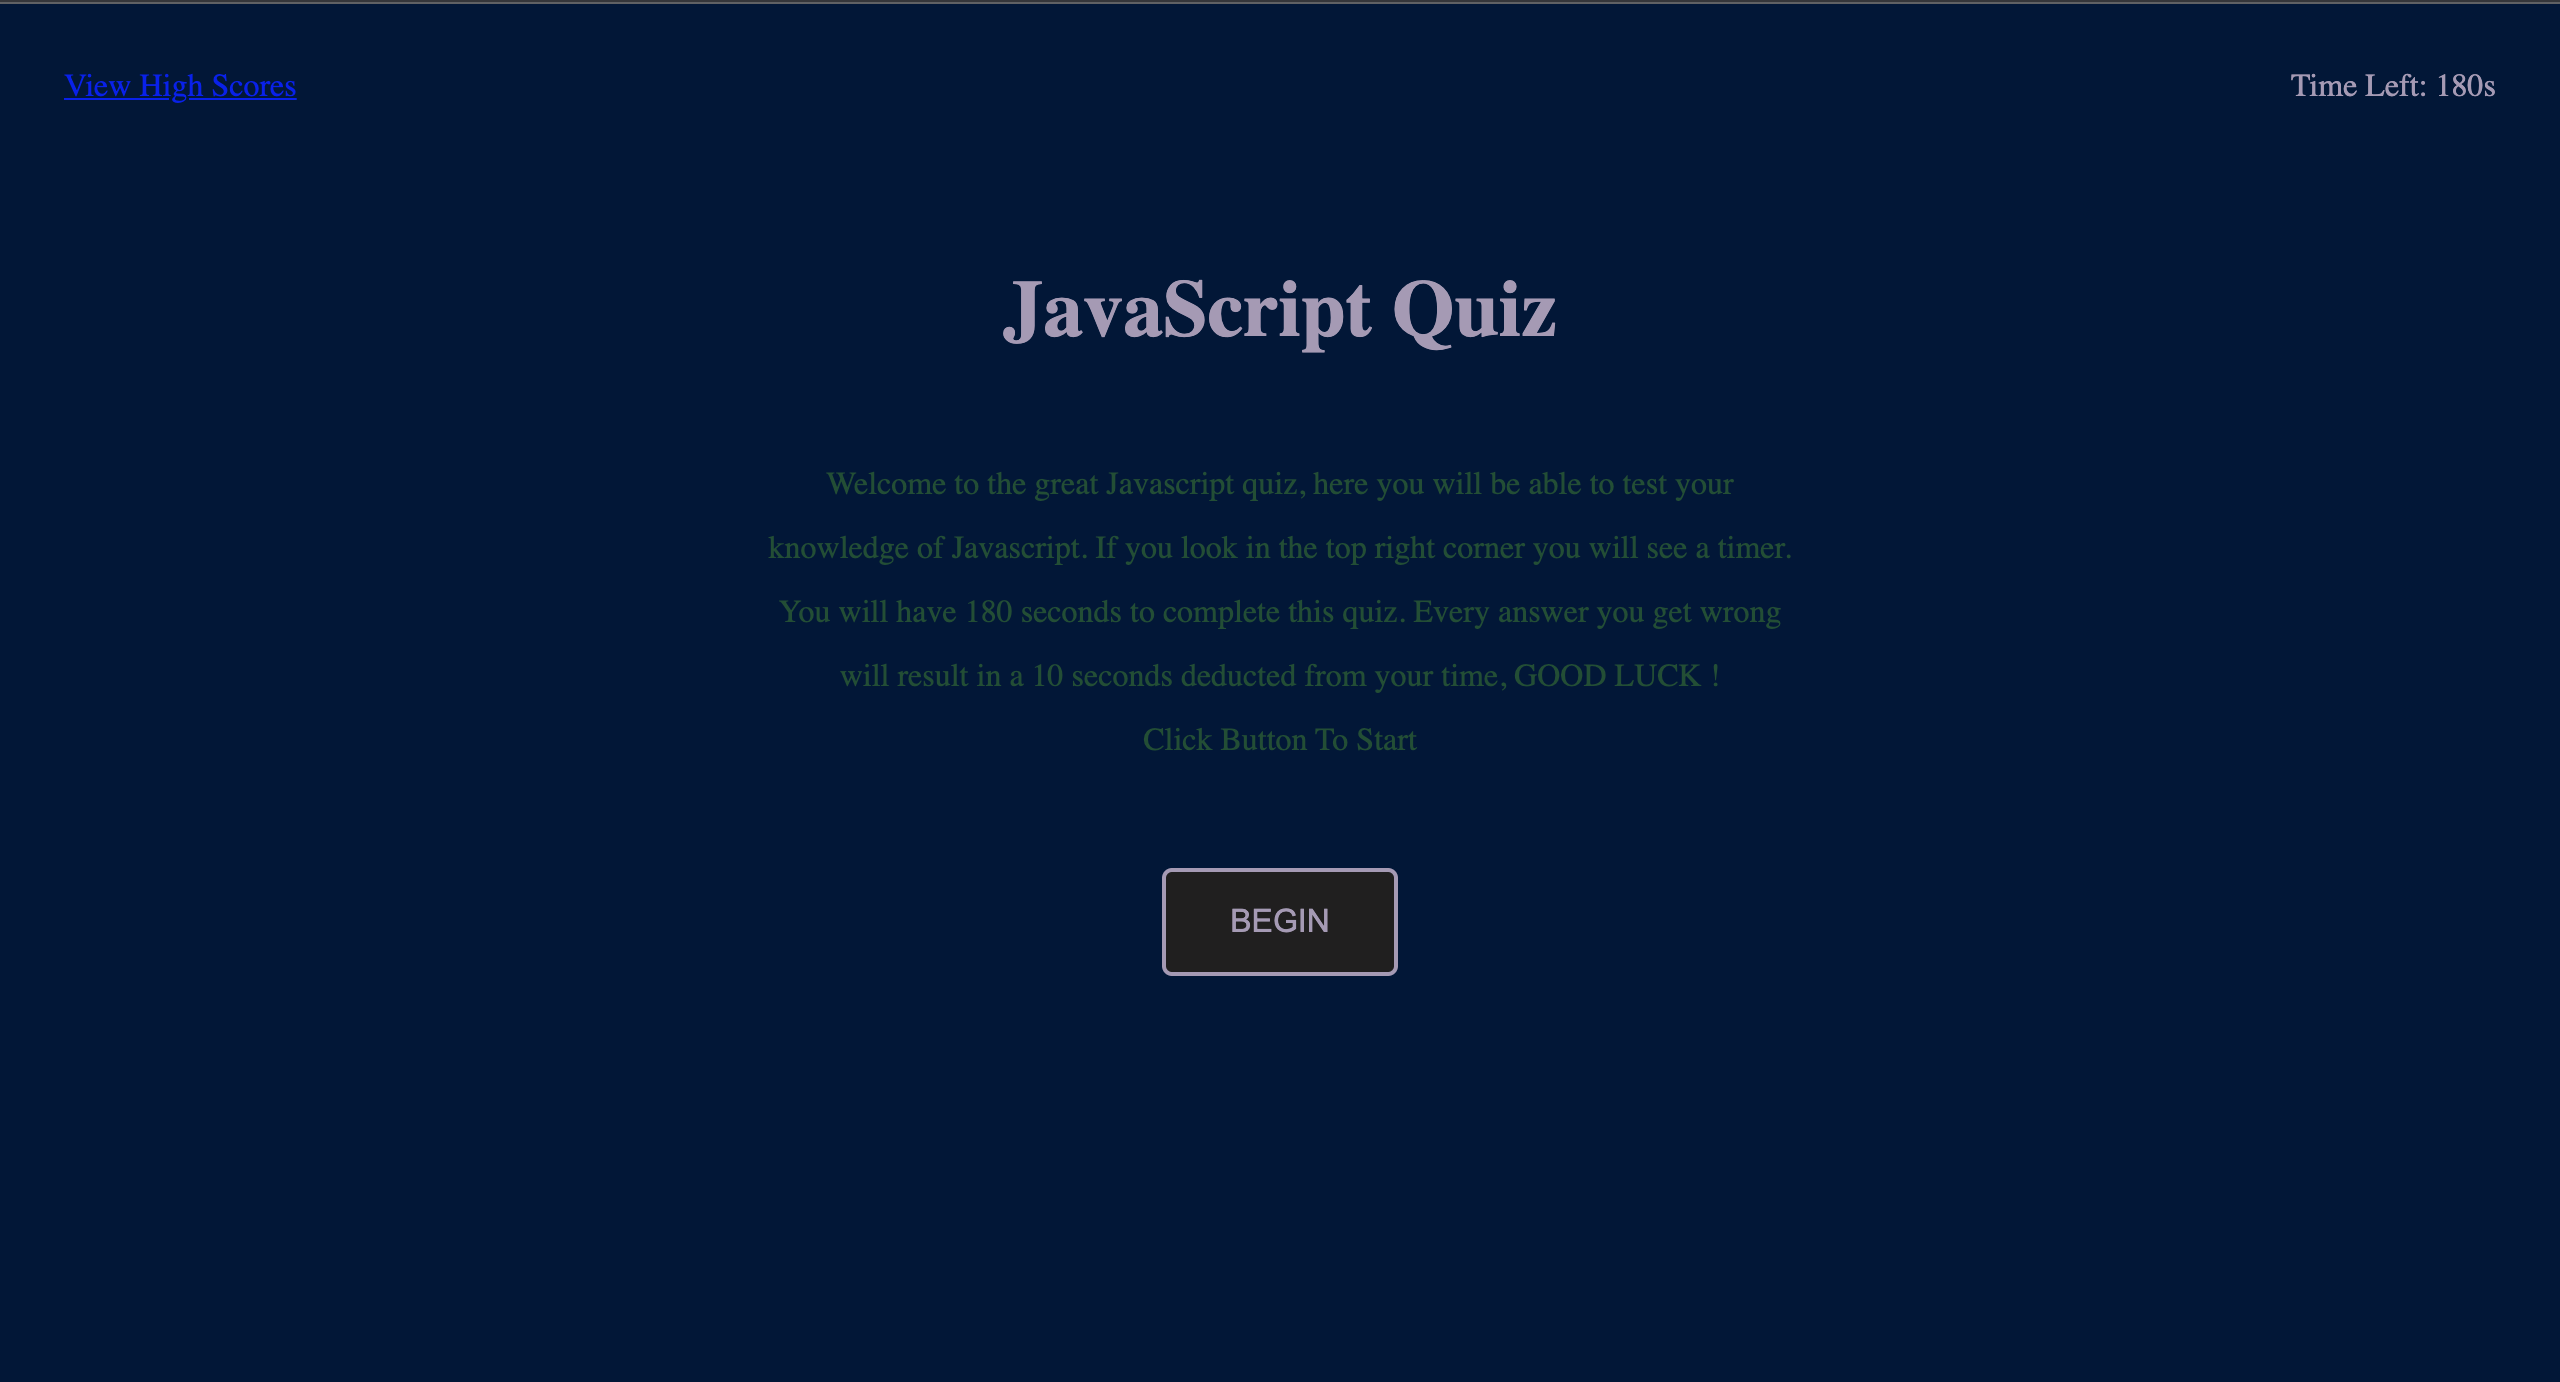 View High Scores
Time Left: 180s
JavaScript Quiz
Welcome to the great Javascript quiz, here you will be able to test your
knowledge of Javascript. If you look in the top right corner you will see a timer.
You will have 180 seconds to complete this quiz. Every answer you get wrong
will result in a 10 seconds deducted from your time, GOOD LUCK !
Click Button To Start
BEGIN